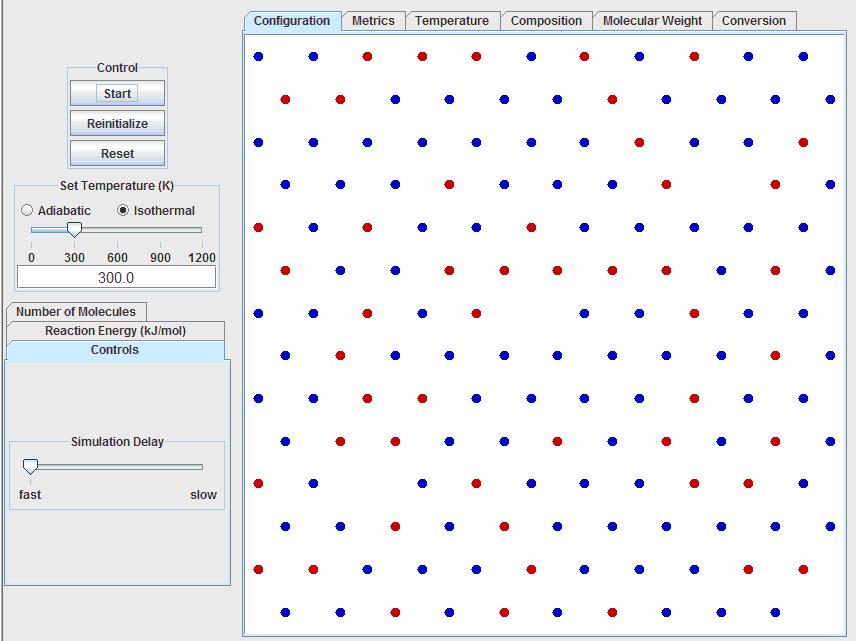 Configuration Metrics Temperature Composition Molecular Weight Conversion
Control
Start
Reinitialize
Reset
Set Temperature (K)
Adiabatic Isothermal
0 300 600 900 1200
300.0
Number of Molecules
Reaction Energy (kJ/mol)
Controls
Simulation Delay
fast slow